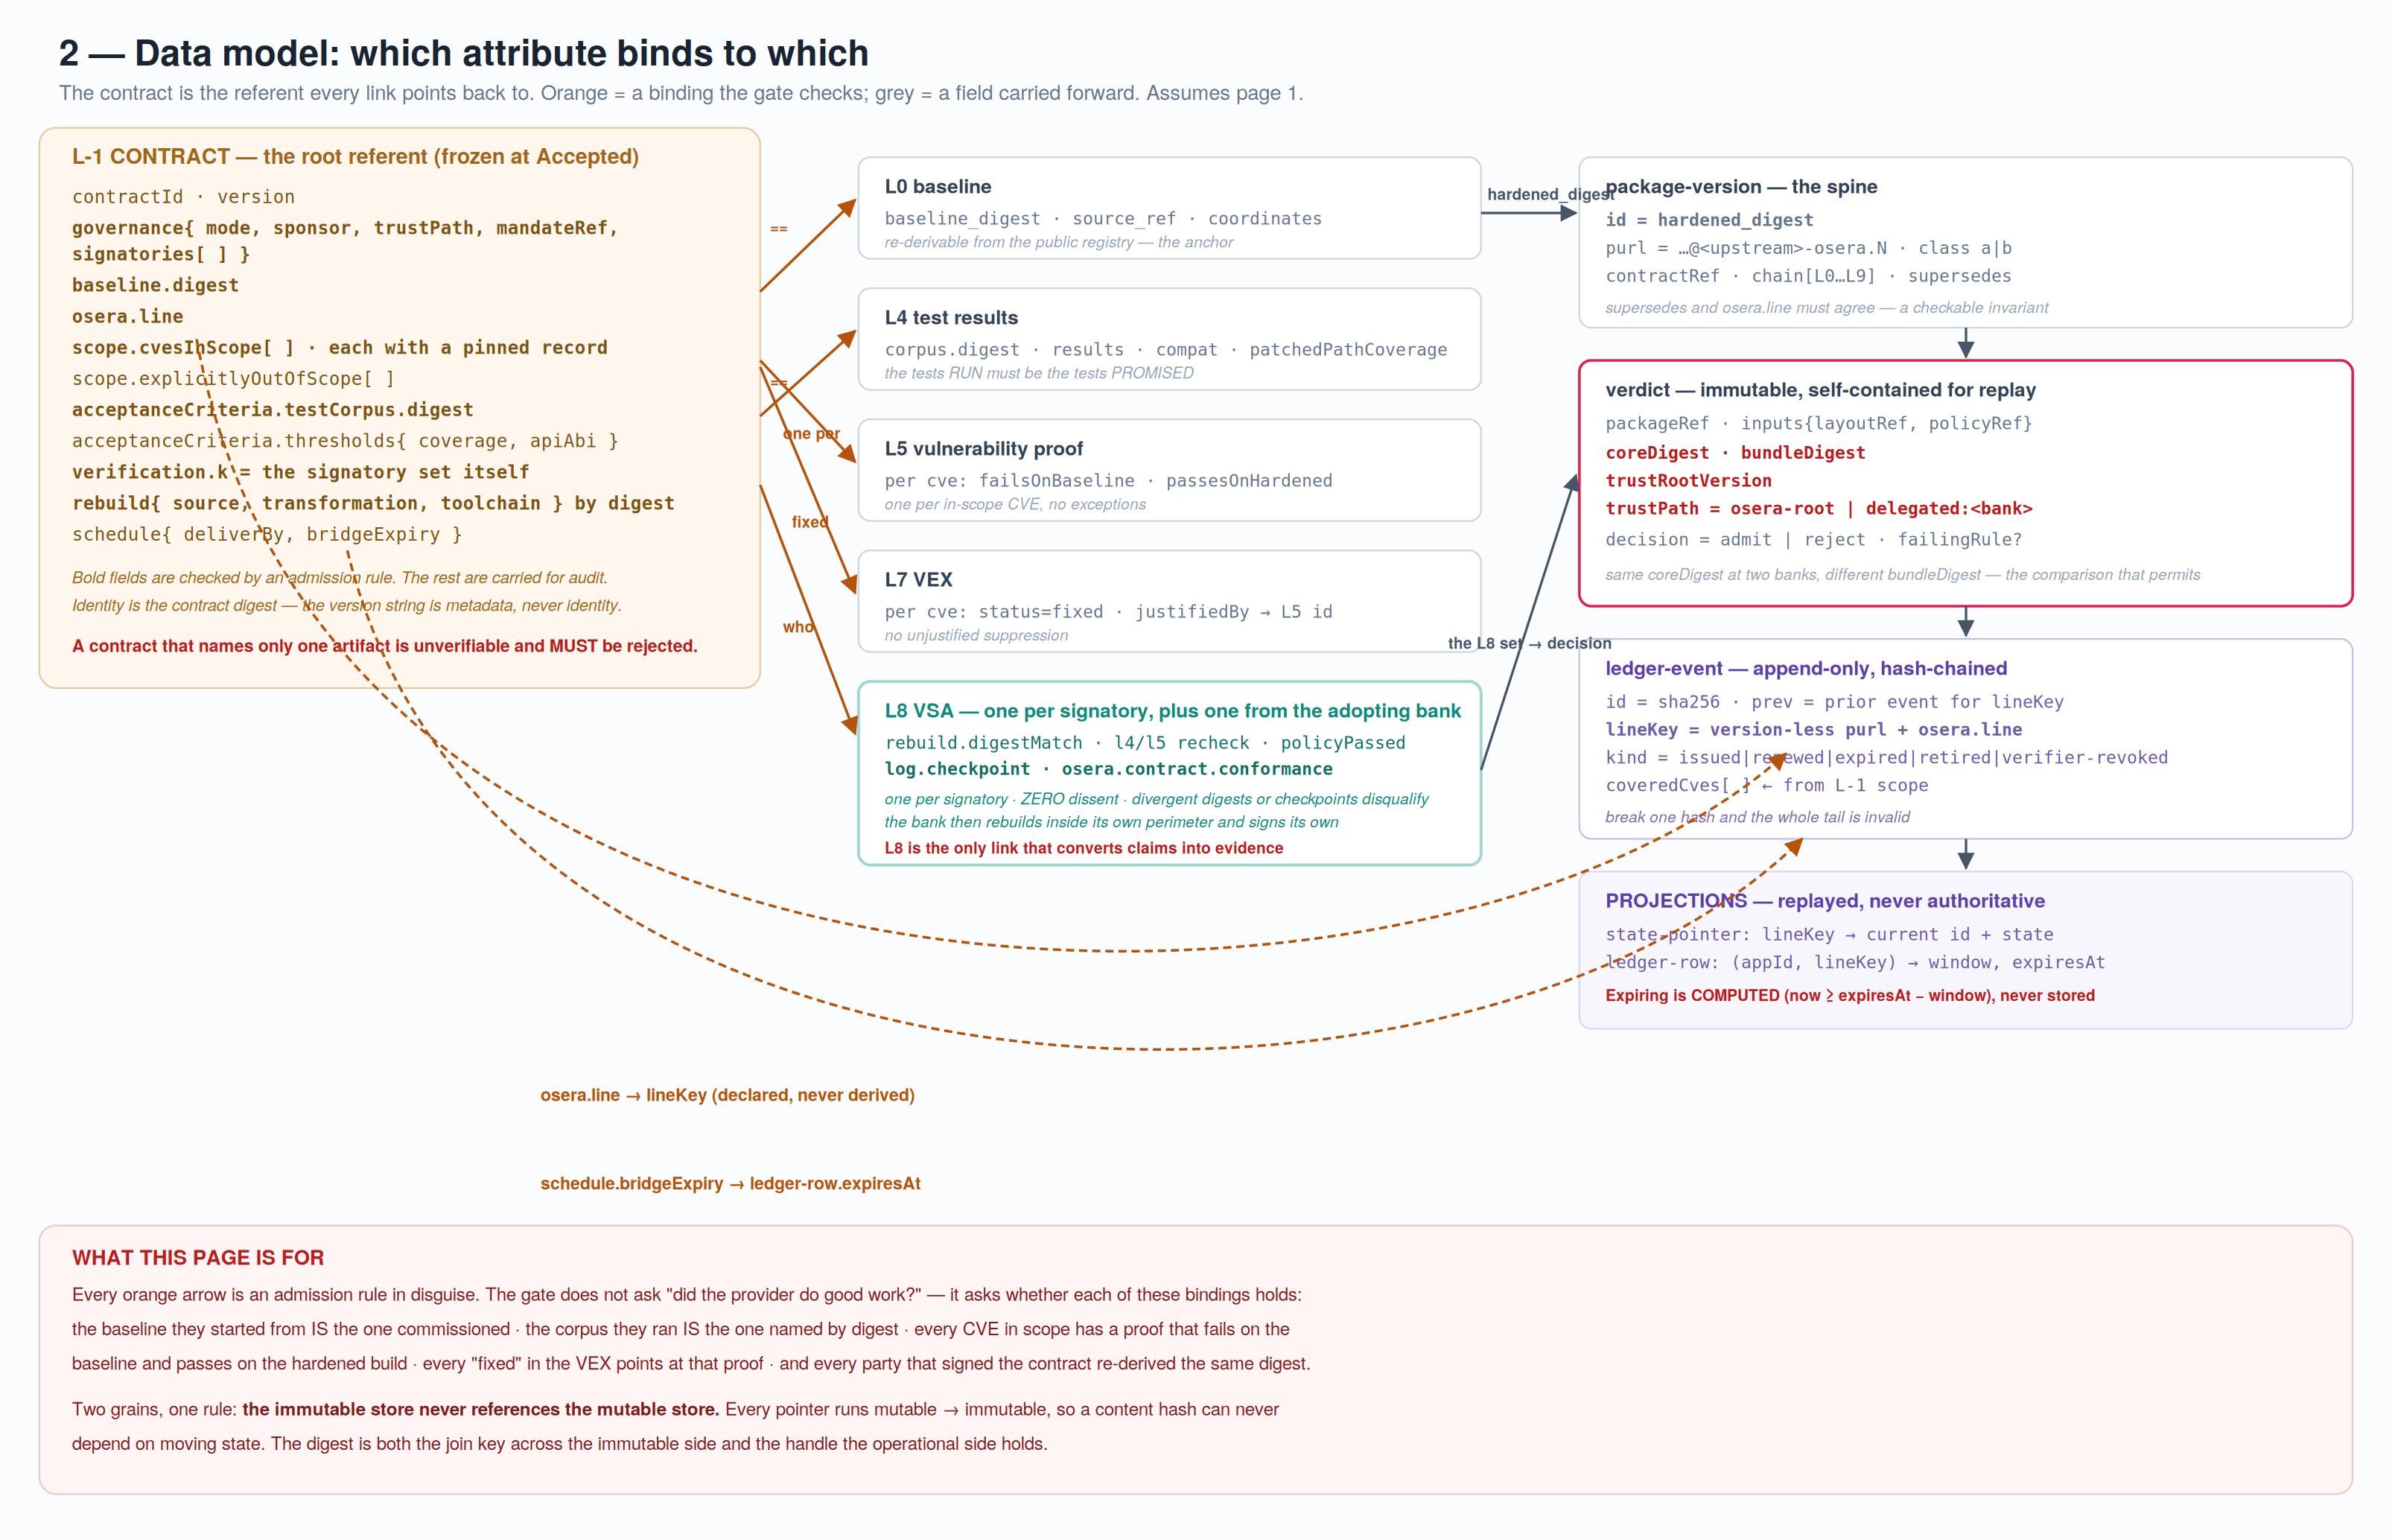 2 — Data model: which attribute binds to which
The contract is the referent every link points back to. Orange = a binding the gate checks; grey = a field carried forward. Assumes page 1.
L-1 CONTRACT — the root referent (frozen at Accepted)
contractId · version
governance{ mode, sponsor, trustPath, mandateRef,
signatories[ ] }
baseline.digest
osera.line
scope.cvesInScope[ ] · each with a pinned record
scope.explicitlyOutOfScope[ ]
acceptanceCriteria.testCorpus.digest
acceptanceCriteria.thresholds{ coverage, apiAbi }
verification.k = the signatory set itself
rebuild{ source, transformation, toolchain } by digest
schedule{ deliverBy, bridgeExpiry }
Bold fields are checked by an admission rule. The rest are carried for audit.
Identity is the contract digest — the version string is metadata, never identity.
A contract that names only one artifact is unverifiable and MUST be rejected.
==
==
one per
fixed
who
L0 baseline
baseline_digest · source_ref · coordinates
re-derivable from the public registry — the anchor
L4 test results
corpus.digest · results · compat · patchedPathCoverage
the tests RUN must be the tests PROMISED
L5 vulnerability proof
per cve: failsOnBaseline · passesOnHardened
one per in-scope CVE, no exceptions
L7 VEX
per cve: status=fixed · justifiedBy → L5 id
no unjustified suppression
L8 VSA — one per signatory, plus one from the adopting bank
rebuild.digestMatch · l4/l5 recheck · policyPassed
log.checkpoint · osera.contract.conformance
one per signatory · ZERO dissent · divergent digests or checkpoints disqualify
the bank then rebuilds inside its own perimeter and signs its own
L8 is the only link that converts claims into evidence
hardened_digest
the L8 set → decision
package-version — the spine
id = hardened_digest
purl = …@<upstream>-osera.N · class a|b
contractRef · chain[L0…L9] · supersedes
supersedes and osera.line must agree — a checkable invariant
verdict — immutable, self-contained for replay
packageRef · inputs{layoutRef, policyRef}
coreDigest · bundleDigest
trustRootVersion
trustPath = osera-root | delegated:<bank>
decision = admit | reject · failingRule?
same coreDigest at two banks, different bundleDigest — the comparison that permits
ledger-event — append-only, hash-chained
id = sha256 · prev = prior event for lineKey
lineKey = version-less purl + osera.line
kind = issued|renewed|expired|retired|verifier-revoked
coveredCves[ ] ← from L-1 scope
break one hash and the whole tail is invalid
PROJECTIONS — replayed, never authoritative
state-pointer: lineKey → current id + state
ledger-row: (appId, lineKey) → window, expiresAt
Expiring is COMPUTED (now ≥ expiresAt − window), never stored
osera.line → lineKey (declared, never derived)
schedule.bridgeExpiry → ledger-row.expiresAt
WHAT THIS PAGE IS FOR
Every orange arrow is an admission rule in disguise. The gate does not ask "did the provider do good work?" — it asks whether each of these bindings holds:
the baseline they started from IS the one commissioned · the corpus they ran IS the one named by digest · every CVE in scope has a proof that fails on the
baseline and passes on the hardened build · every "fixed" in the VEX points at that proof · and every party that signed the contract re-derived the same digest.
Two grains, one rule: the immutable store never references the mutable store. Every pointer runs mutable → immutable, so a content hash can never
depend on moving state. The digest is both the join key across the immutable side and the handle the operational side holds.